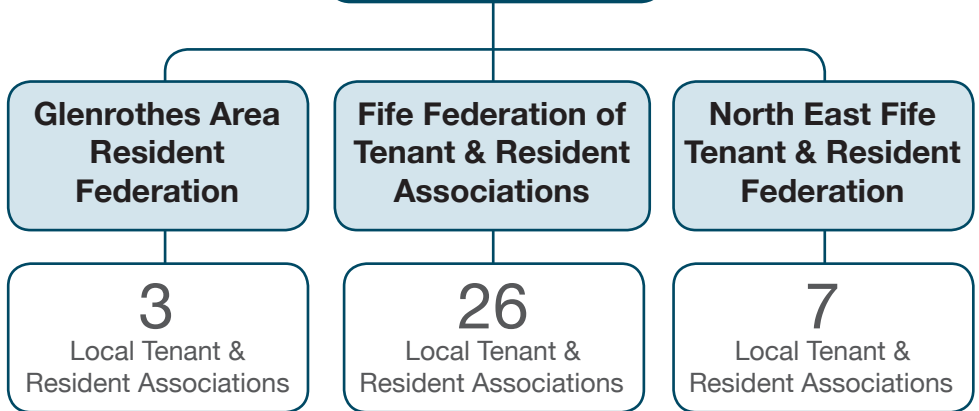 Glenrothes Area
Resident
Federation
Fife Federation of
Tenant & Resident
Associations
North East Fife
Tenant & Resident
Federation
3
Local Tenant &
Resident Associations
26
Local Tenant &
Resident Associations
7
Local Tenant &
Resident Associations